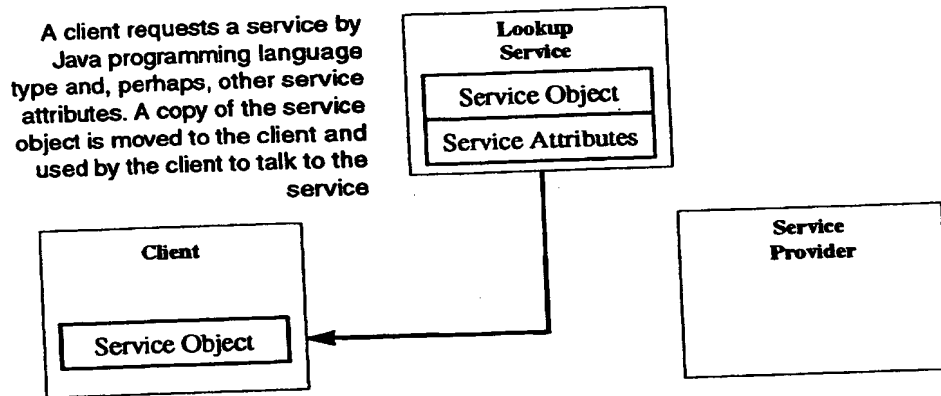 A client requests a service by
Java programming language
type and, perhaps, other service
attributes. A copy of the service
object is moved to the client and
used by the client to talk to the
service
Lookup
Service
Service Object
Service Attributes
Client
Service Object
Service
Provider